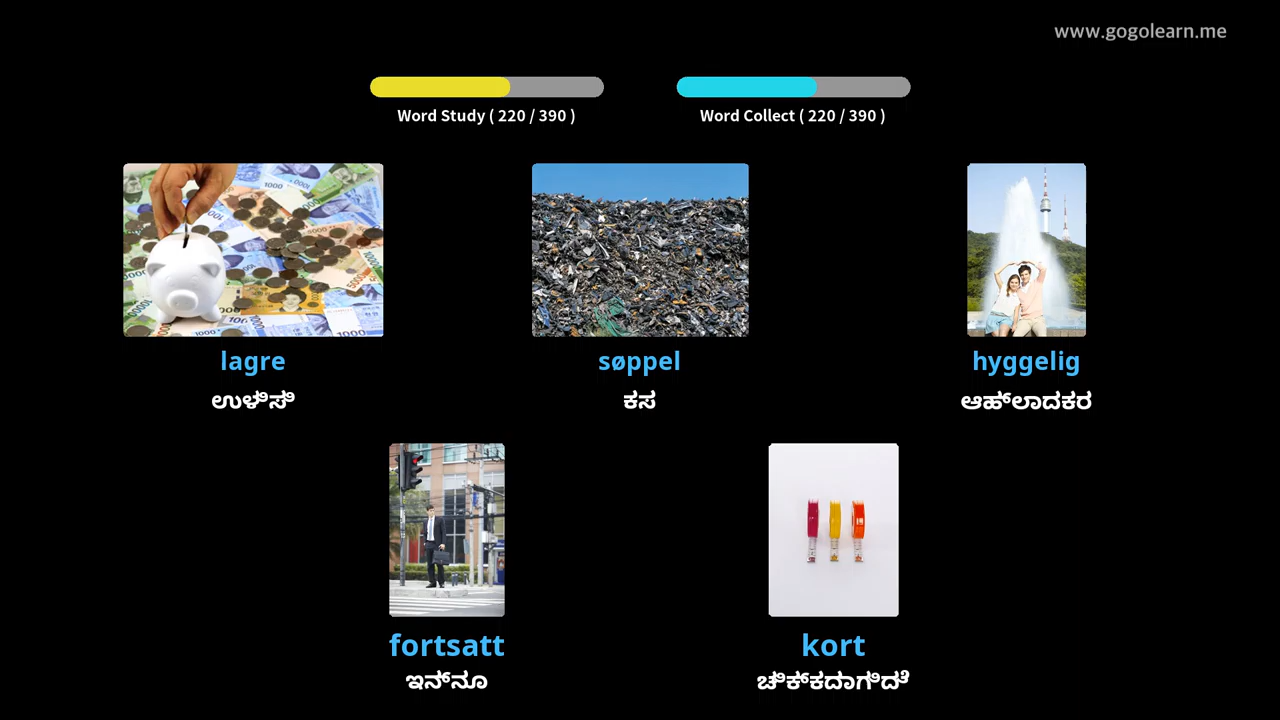 www.gogolearn.me
Word Study ( 220 / 390 )
Word Collect ( 220 / 390 )
lagre
søppel
hyggelig
ಉಳಿಸಿ
ಕಸ
ಆಹ್ಲಾದಕರ
fortsatt
kort
ಇನ್ನೂ
ಚಿಕ್ಕದಾಗಿದೆ